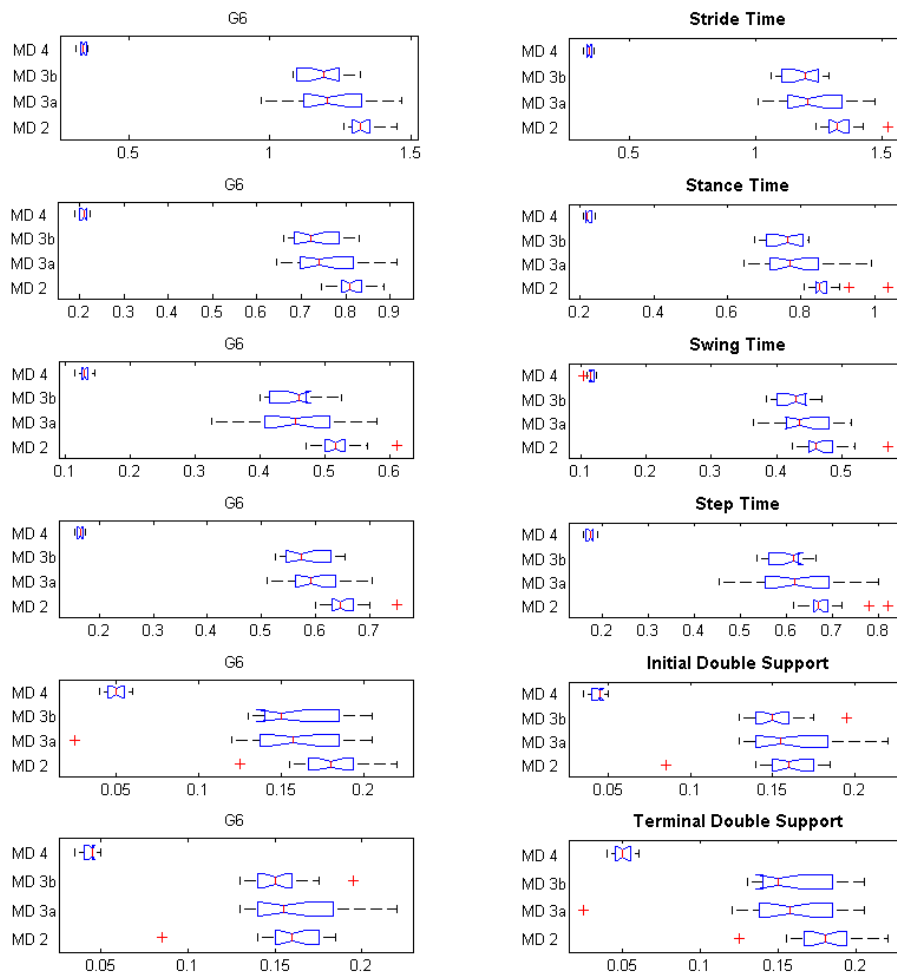 G6
MD 4
MD 3b
MD 3a
MD 2
0.5 1 1.5
Stride Time
MD 4
MD 3b
MD 3a
MD 2
0.5 1 1.5
G6
MD 4
MD 3b
MD 3a
MD 2
0.2 0.3 0.4 0.5 0.6 0.7 0.8 0.9
Stance Time
MD 4
MD 3b
MD 3a
MD 2
0.2 0.4 0.6 0.8 1
G6
MD 4
MD 3b
MD 3a
MD 2
0.1 0.2 0.3 0.4 0.5 0.6
Swing Time
MD 4
MD 3b
MD 3a
MD 2
0.1 0.2 0.3 0.4 0.5
G6
MD 4
MD 3b
MD 3a
MD 2
0.2 0.3 0.4 0.5 0.6 0.7
Step Time
MD 4
MD 3b
MD 3a
MD 2
0.2 0.3 0.4 0.5 0.6 0.7 0.8
G6
MD 4
MD 3b
MD 3a
MD 2
0.05 0.1 0.15 0.2
Initial Double Support
MD 4
MD 3b
MD 3a
MD 2
0.05 0.1 0.15 0.2
G6
MD 4
MD 3b
MD 3a
MD 2
0.05 0.1 0.15 0.2
Terminal Double Support
MD 4
MD 3b
MD 3a
MD 2
0.05 0.1 0.15 0.2